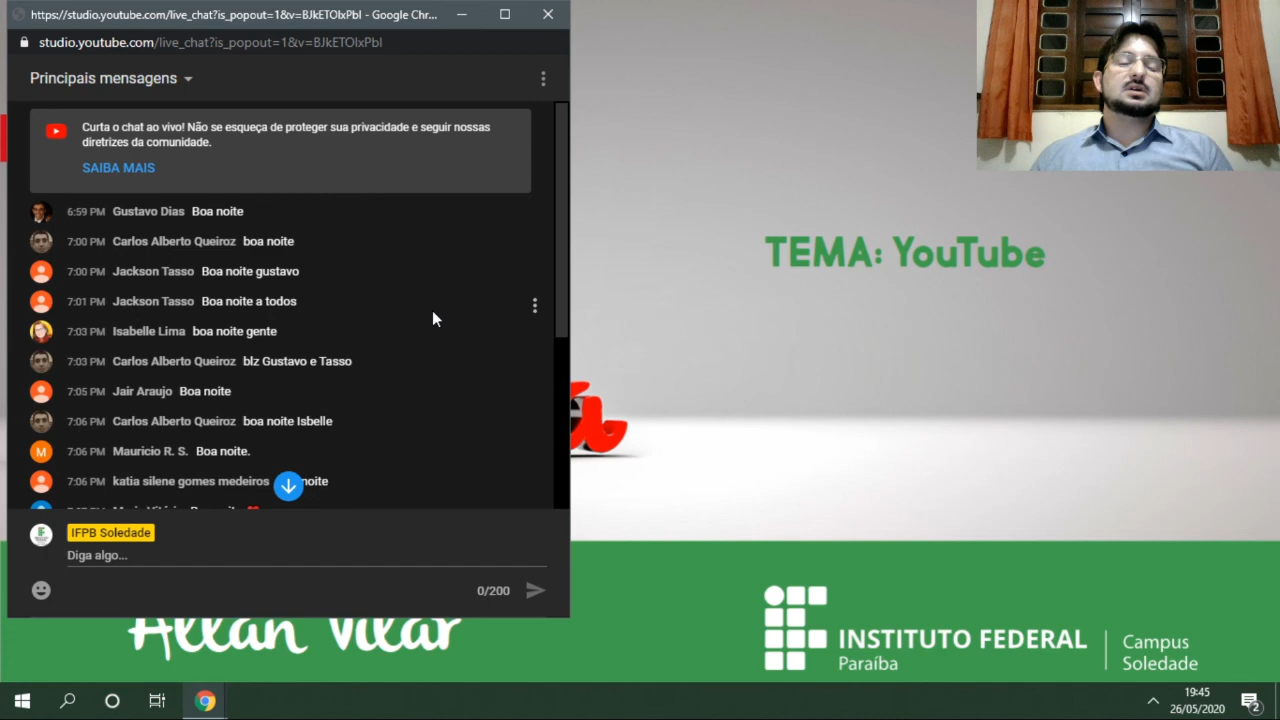 https://studio.youtube.com/live_chat?is_popout=1&v=BJkETOIxPbI - Google Chr...
studio.youtube.com/live_chat?is_popout=1&v=BJkETOIxPbI
Principais mensagens
Curta o chat ao vivo! Não se esqueça de proteger sua privacidade e seguir nossas
diretrizes da comunidade.
SAIBA MAIS
6:59 PM Gustavo Dias Boa noite
7:00 PM Carlos Alberto Queiroz boa noite
7:00 PM Jackson Tasso Boa noite gustavo
7:01 PM Jackson Tasso Boa noite a todos
7:03 PM Isabelle Lima boa noite gente
7:03 PM Carlos Alberto Queiroz blz Gustavo e Tasso
7:05 PM Jair Araujo Boa noite
7:06 PM Carlos Alberto Queiroz boa noite Isbelle
M 7:06 PM Mauricio R. S. Boa noite.
7:06 PM katia silene gomes medeiros noite
IFPB Soledade
Diga algo...
0/200
TEMA: YouTube
Allan Vilar
INSTITUTO FEDERAL
Paraíba
Campus
Soledade
19:45
26/05/2020
2